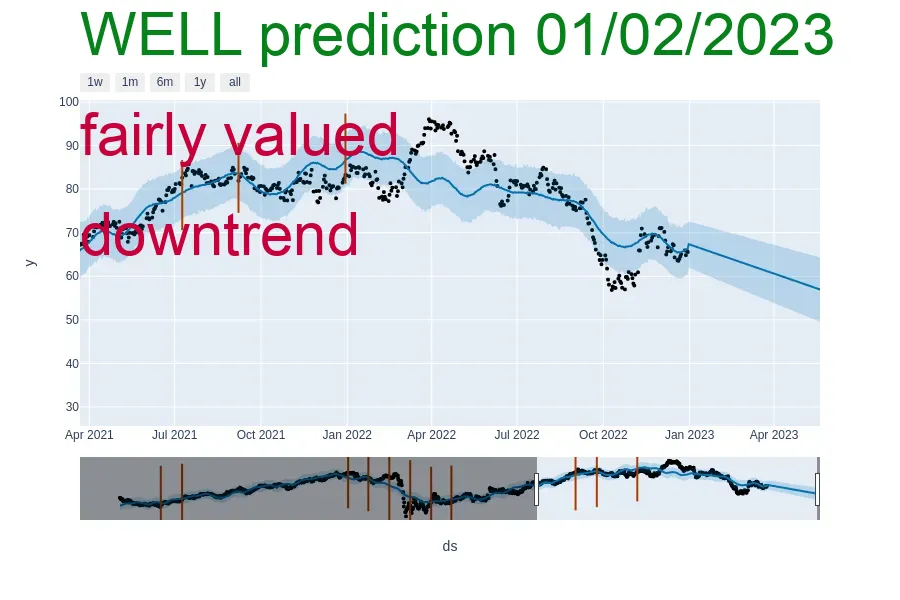 WELL prediction 01/02/2023
1w 1m 6m 1y all
100
fairly valued
90
80
downtrend
70
60
50
40
30
y
Apr 2021 Jul 2021 Oct 2021 Jan 2022 Apr 2022 Jul 2022 Oct 2022 Jan 2023 Apr 2023
ds